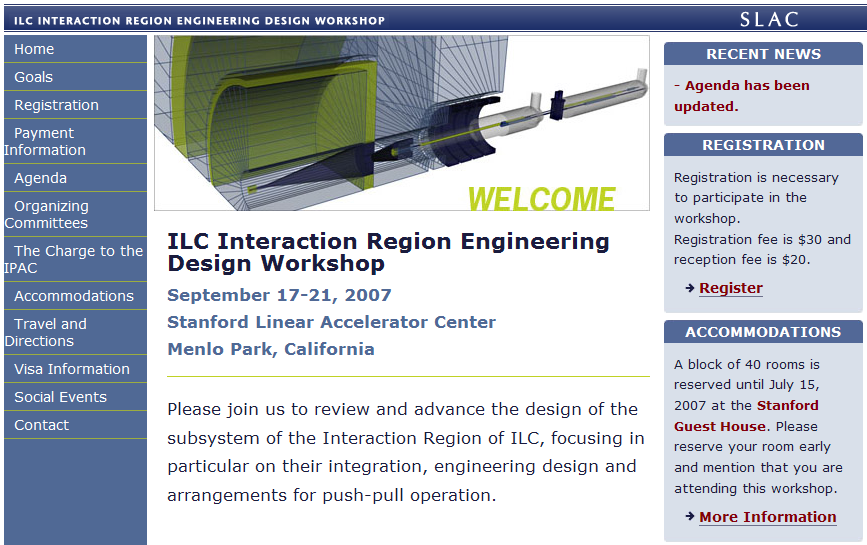 ILC INTERACTION REGION ENGINEERING DESIGN WORKSHOP
SLAC
Home
Goals
Registration
Payment
Information
Agenda
Organizing
Committees
The Charge to the
IPAC
Accommodations
Travel and
Directions
Visa Information
Social Events
Contact
WELCOME
ILC Interaction Region Engineering
Design Workshop
September 17-21, 2007
Stanford Linear Accelerator Center
Menlo Park, California
Please join us to review and advance the design of the
subsystem of the Interaction Region of ILC, focusing in
particular on their integration, engineering design and
arrangements for push-pull operation.
RECENT NEWS
- Agenda has been
updated.
REGISTRATION
Registration is necessary
to participate in the
workshop.
Registration fee is $30 and
reception fee is $20.
Register
ACCOMMODATIONS
A block of 40 rooms is
reserved until July 15,
2007 at the Stanford
Guest House. Please
reserve your room early
and mention that you are
attending this workshop.
More Information